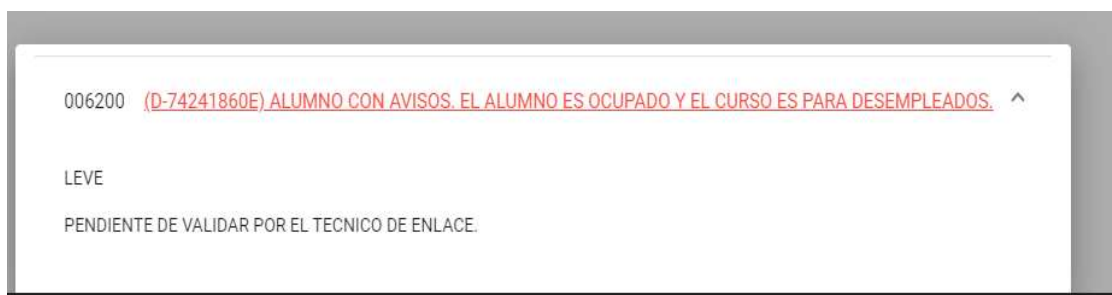 006200 (D-74241860E) ALUMNO CON AVISOS. EL ALUMNO ES OCUPADO Y EL CURSO ES PARA DESEMPLEADOS.
LEVE
PENDIENTE DE VALIDAR POR EL TECNICO DE ENLACE.